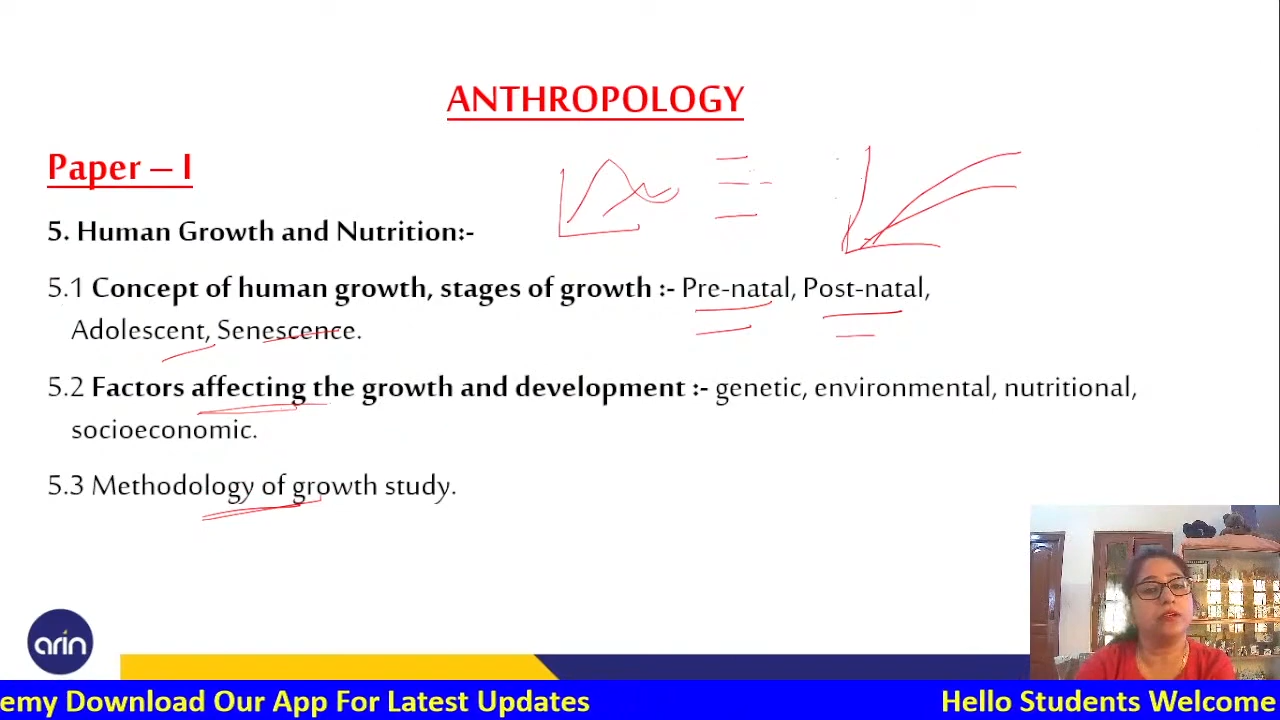 ANTHROPOLOGY
Paper – I
5. Human Growth and Nutrition:-
5.1 Concept of human growth, stages of growth :- Pre-natal, Post-natal,
Adolescent, Senescence.
5.2 Factors affecting the growth and development :- genetic, environmental, nutritional,
socioeconomic.
5.3 Methodology of growth study.
arin
emy Download Our App For Latest Updates
Hello Students Welcome